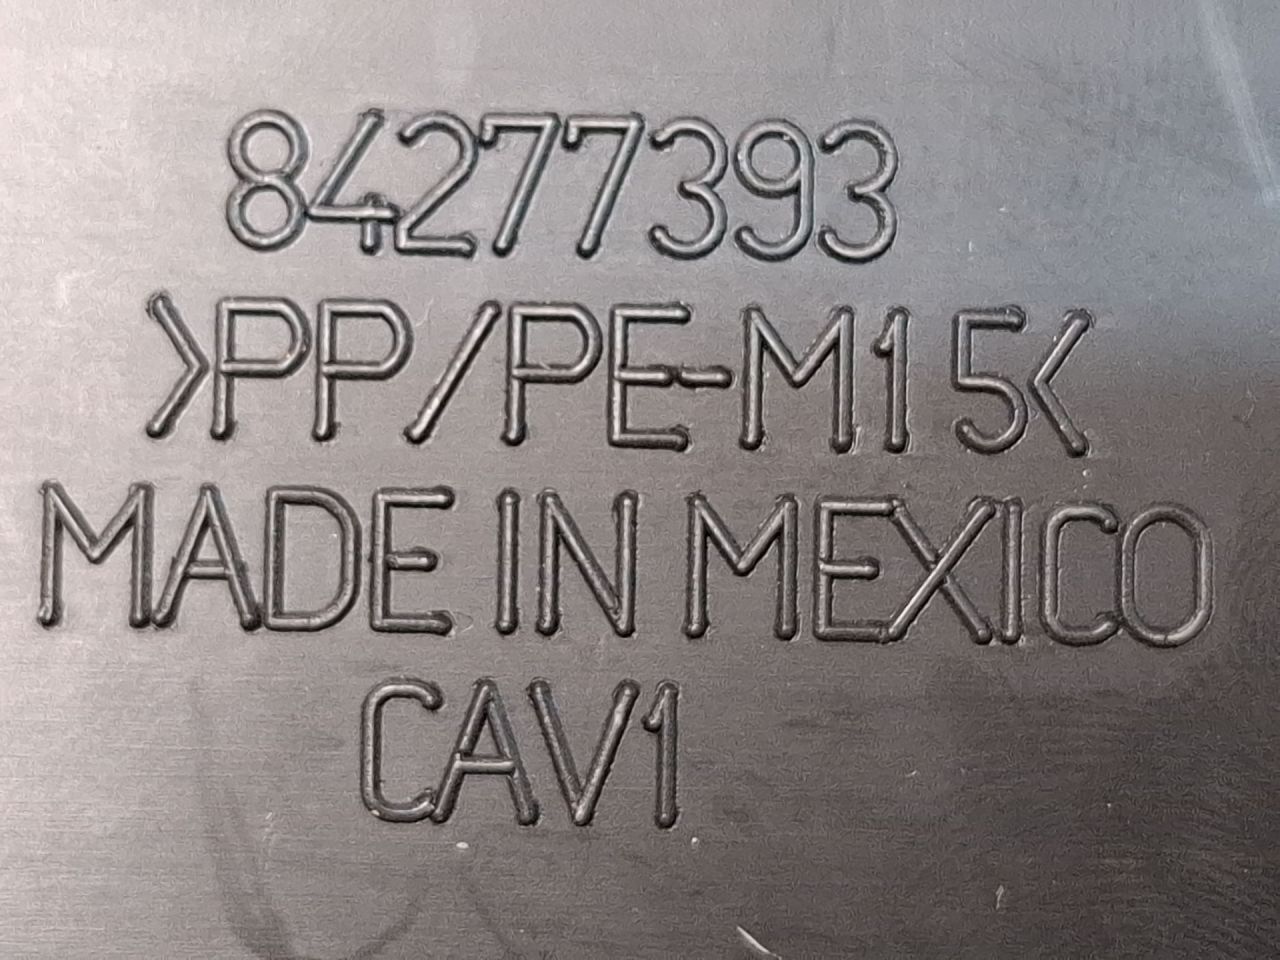 84277393
>PP/PE-M15<
MADE IN MEXICO
CAV1